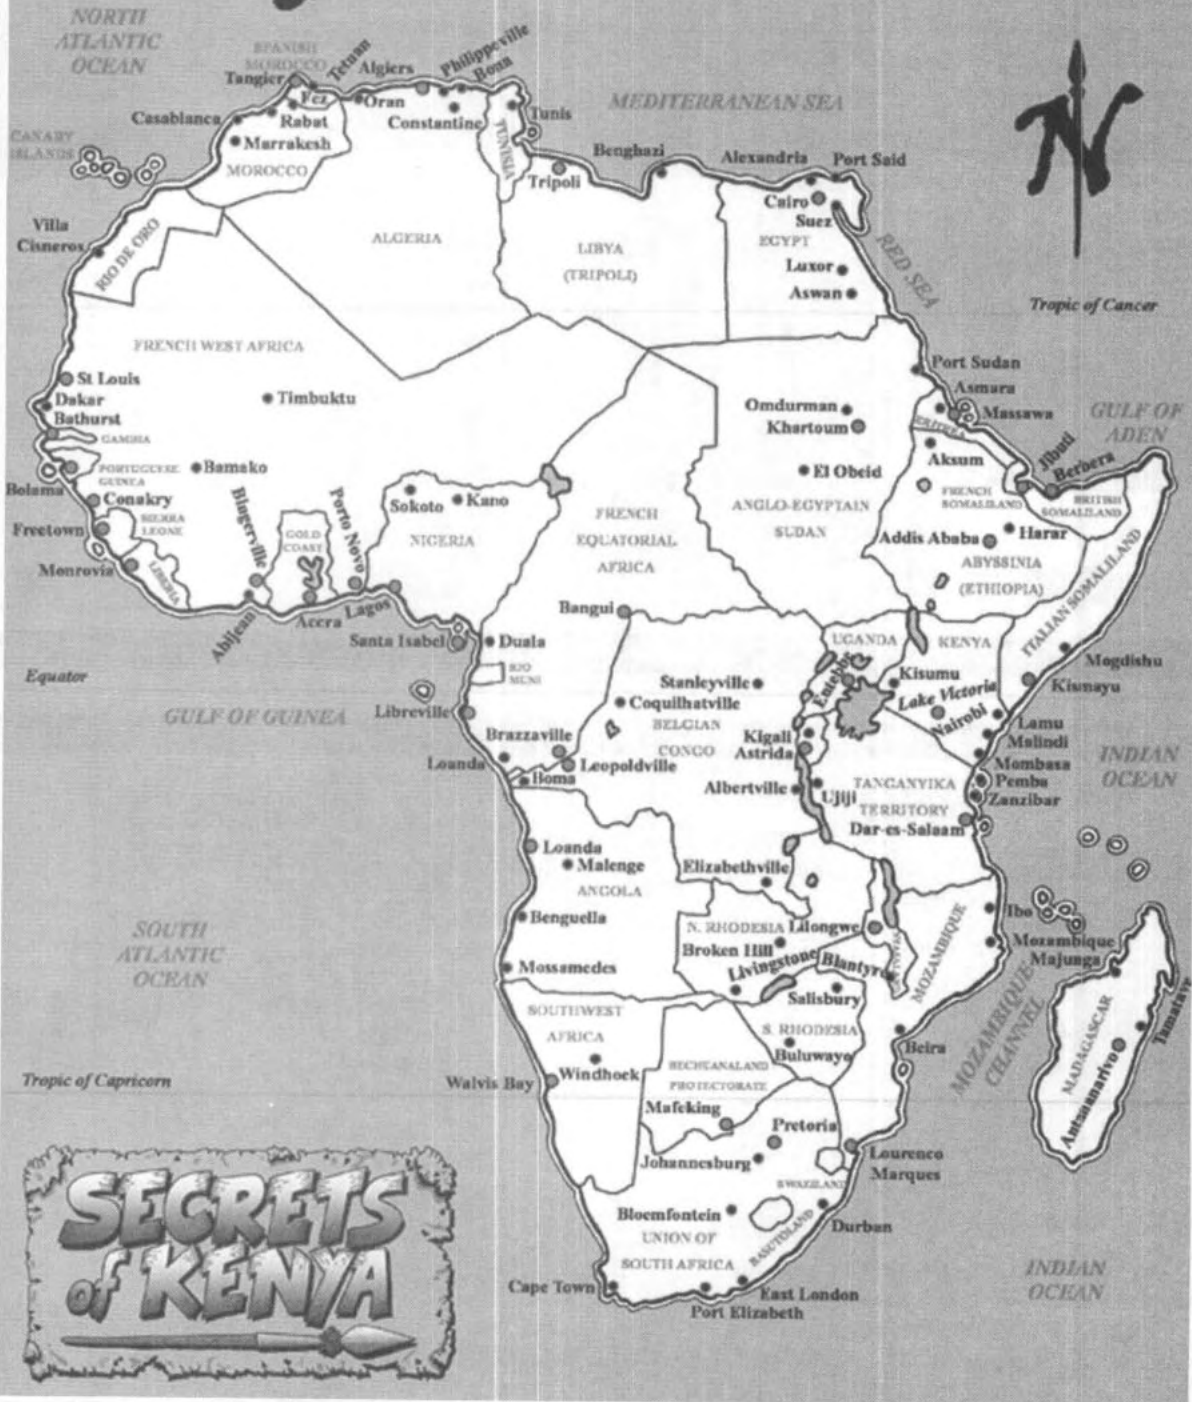 NORTH
ATLANTIC
OCEAN
SPANISH
MOROCCO
Tangier
Tetuan
Algiers
Philippeville
Bona
Fez
Oran
Rabat
Constantine
Tunis
TUNISIA
Casablanca
Marrakesh
MOROCCO
CANARY
ISLANDS
MEDITERRANEAN SEA
N
Benghazi
Alexandria
Port Said
Tripoli
Cairo
Suez
EGYPT
Luxor
Aswan
RED SEA
Tropic of Cancer
Villa
Cisneros
RIO DE ORO
ALGERIA
LIBYA
(TRIPOLI)
FRENCH WEST AFRICA
St Louis
Dakar
Bathurst
GAMBIA
Timbuktu
PORTUGUESE
GUINEA
Bolama
Bamako
Conakry
Freetown
SIERRA
LEONE
Monrovia
LIBERIA
Bingerville
Abijean
GOLD
COAST
Accra
Porto Novo
Lagos
Sokoto
Kano
NIGERIA
FRENCH
EQUATORIAL
AFRICA
Port Sudan
Asmara
Massawa
ERITREA
Omdurman
Khartoum
El Obeid
ANGLO-EGYPTAIN
SUDAN
Aksum
GULF OF
ADEN
Jibuti
Berbera
FRENCH
SOMALILAND
BRITISH
SOMALILAND
Addis Ababa
Harar
ABYSSINIA
(ETHIOPIA)
ITALIAN SOMALILAND
Bangui
Santa Isabel
Duala
RIO
MUNI
Equator
GULF OF GUINEA
Libreville
UGANDA
KENYA
Entebbe
Kisumu
Lake Victoria
Nairobi
Mogdishu
Kismayu
Stanleyville
Coquilhatville
BELGIAN
CONGO
Brazzaville
Leopoldville
Loanda
Boma
Kigali
Astrida
Albertville
Ujiji
TANGANYIKA
TERRITORY
Dar-es-Salaam
Lamu
Malindi
Mombasa
Pemba
Zanzibar
INDIAN
OCEAN
Loanda
Malenge
ANGOLA
Benguella
Mossamedes
Elizabethville
N. RHODESIA
Lilongwe
Broken Hill
Livingstone
Blantyre
MOZAMBIQUE
Ibo
Mozambique
Majunga
MOZAMBIQUE
CHANNEL
MADAGASCAR
Tamatave
Antsnanarivo
SOUTH
ATLANTIC
OCEAN
SOUTHWEST
AFRICA
Windhoek
Walvis Bay
Salisbury
S. RHODESIA
Buluwayo
Beira
BECHUANALAND
PROTECTORATE
Tropic of Capricorn
Mafeking
Pretoria
Johannesburg
SWAZILAND
Lourenco
Marques
Bloemfontein
BASUTOLAND
Durban
UNION OF
SOUTH AFRICA
Cape Town
East London
Port Elizabeth
INDIAN
OCEAN
SECRETS
of KENYA